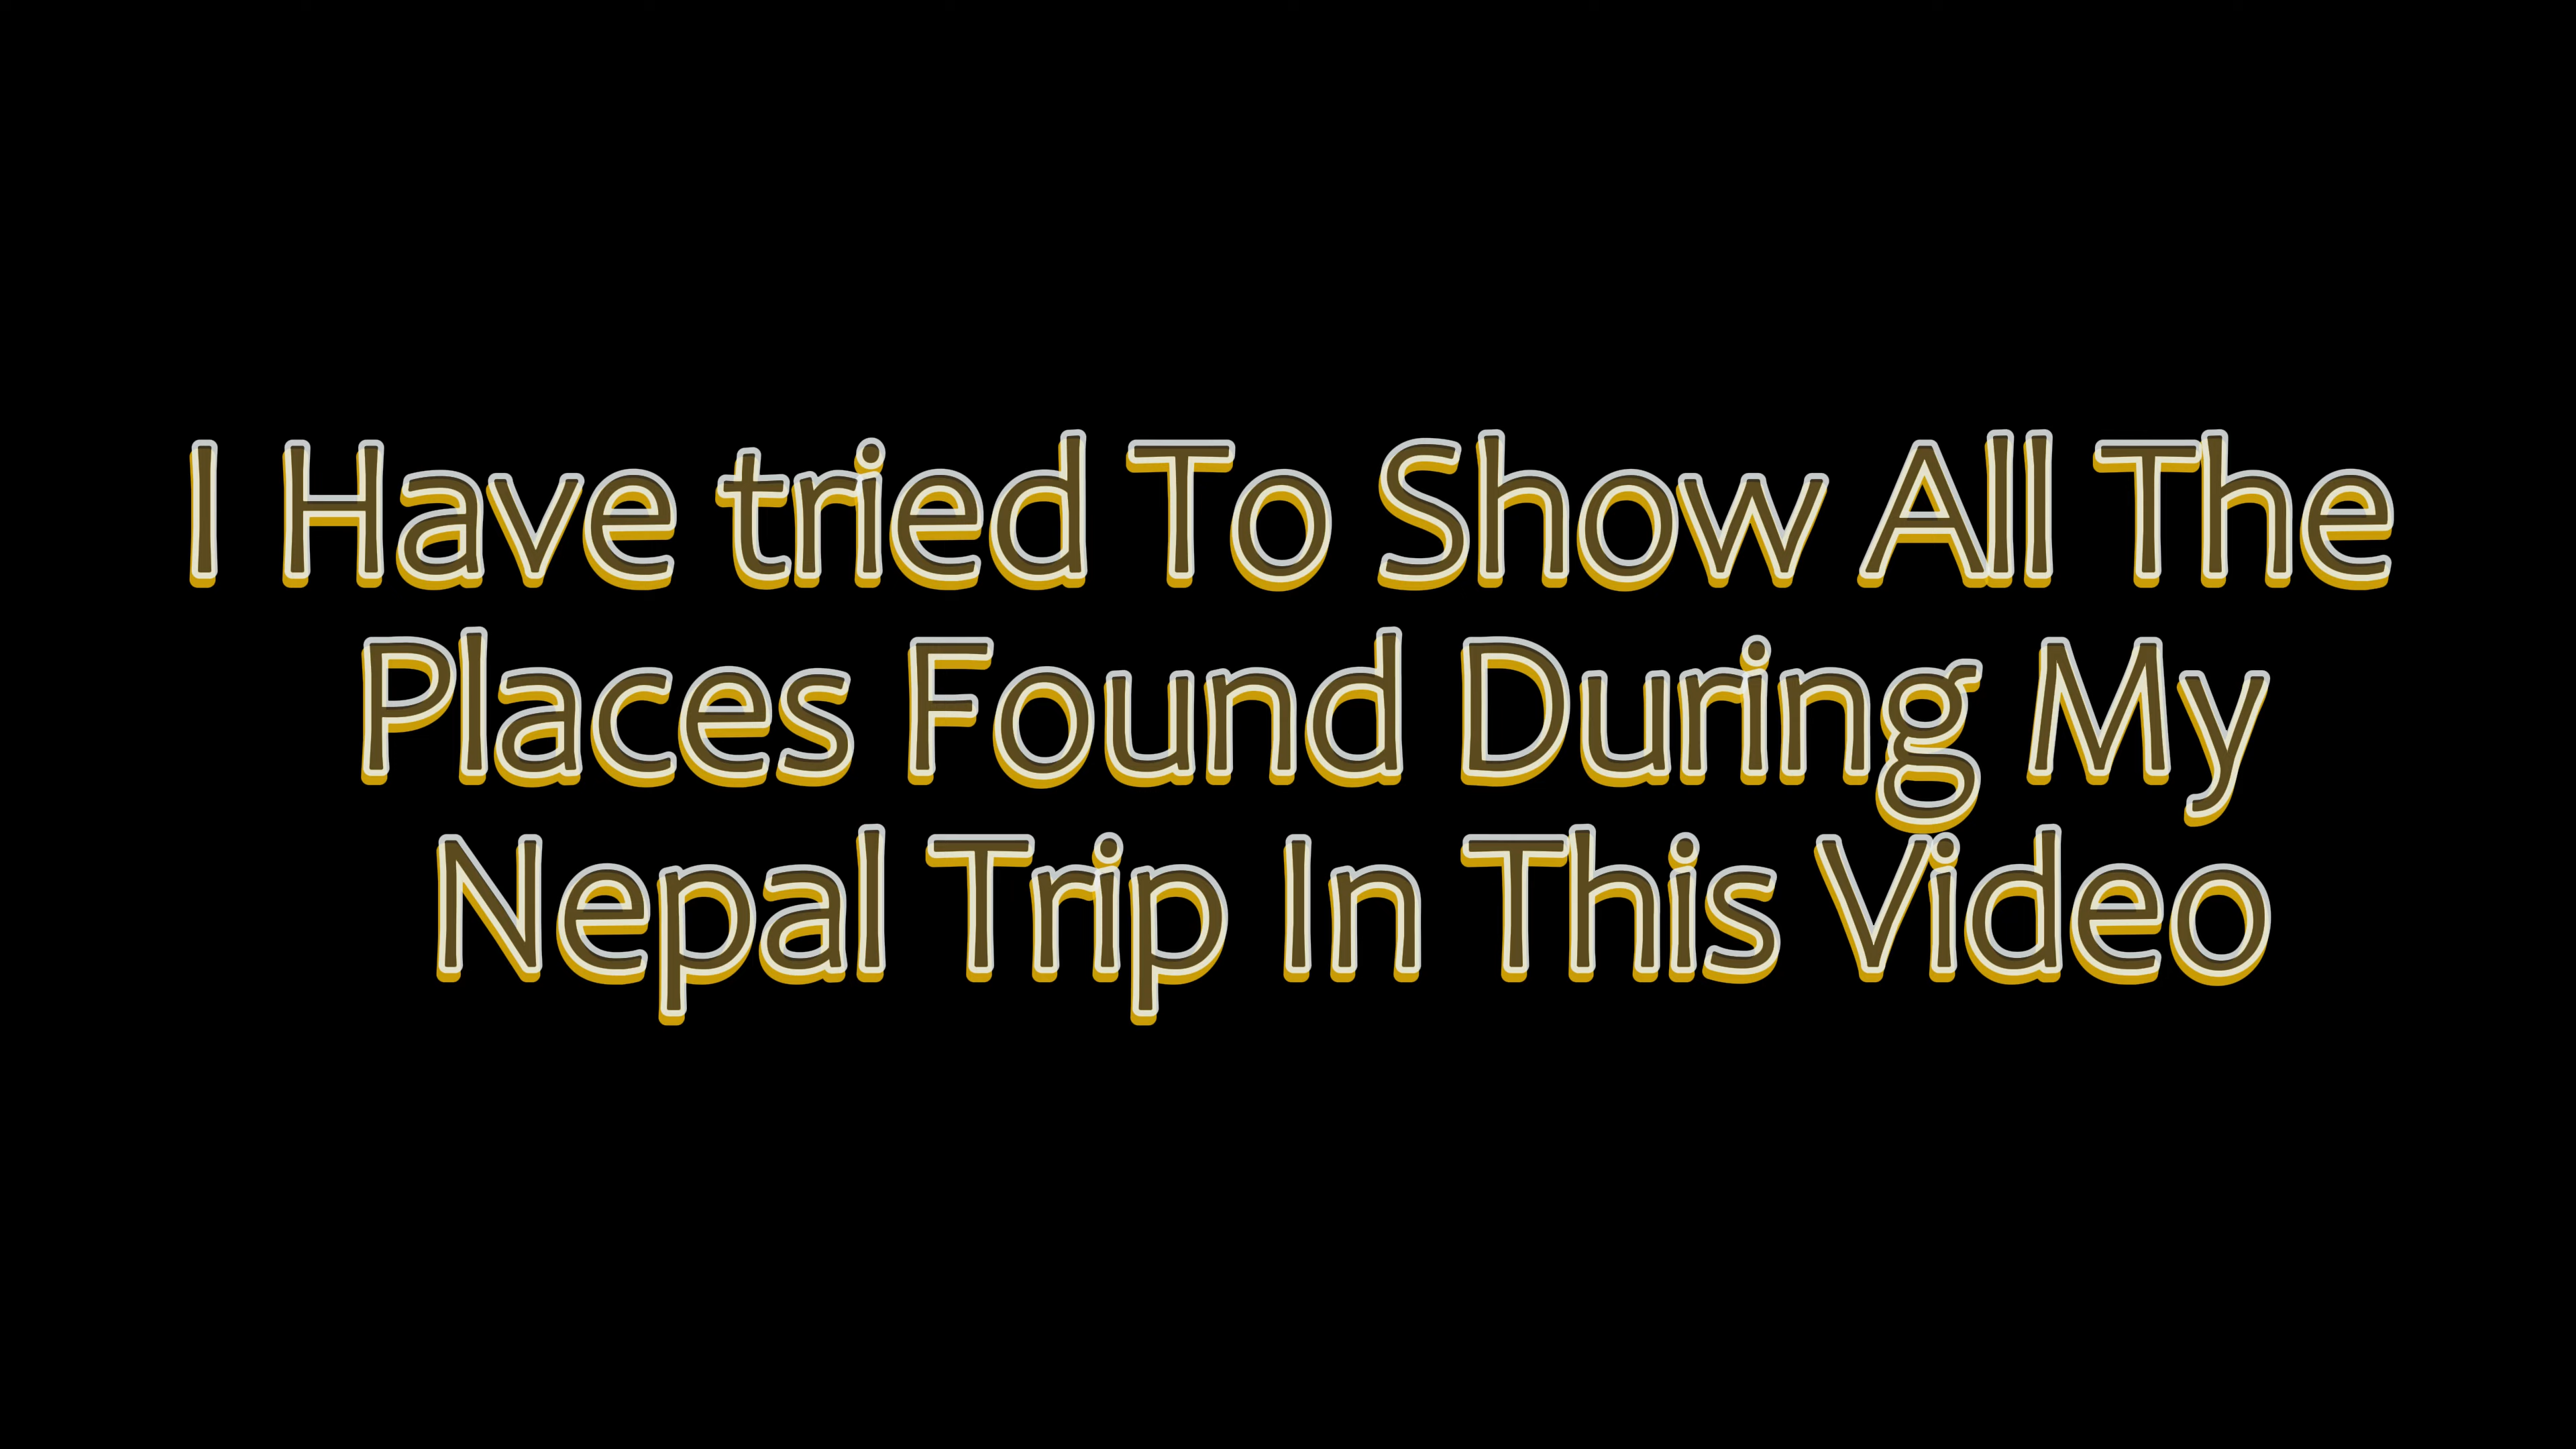 I Have tried To Show All The
Places Found During My
Nepal Trip In This Video